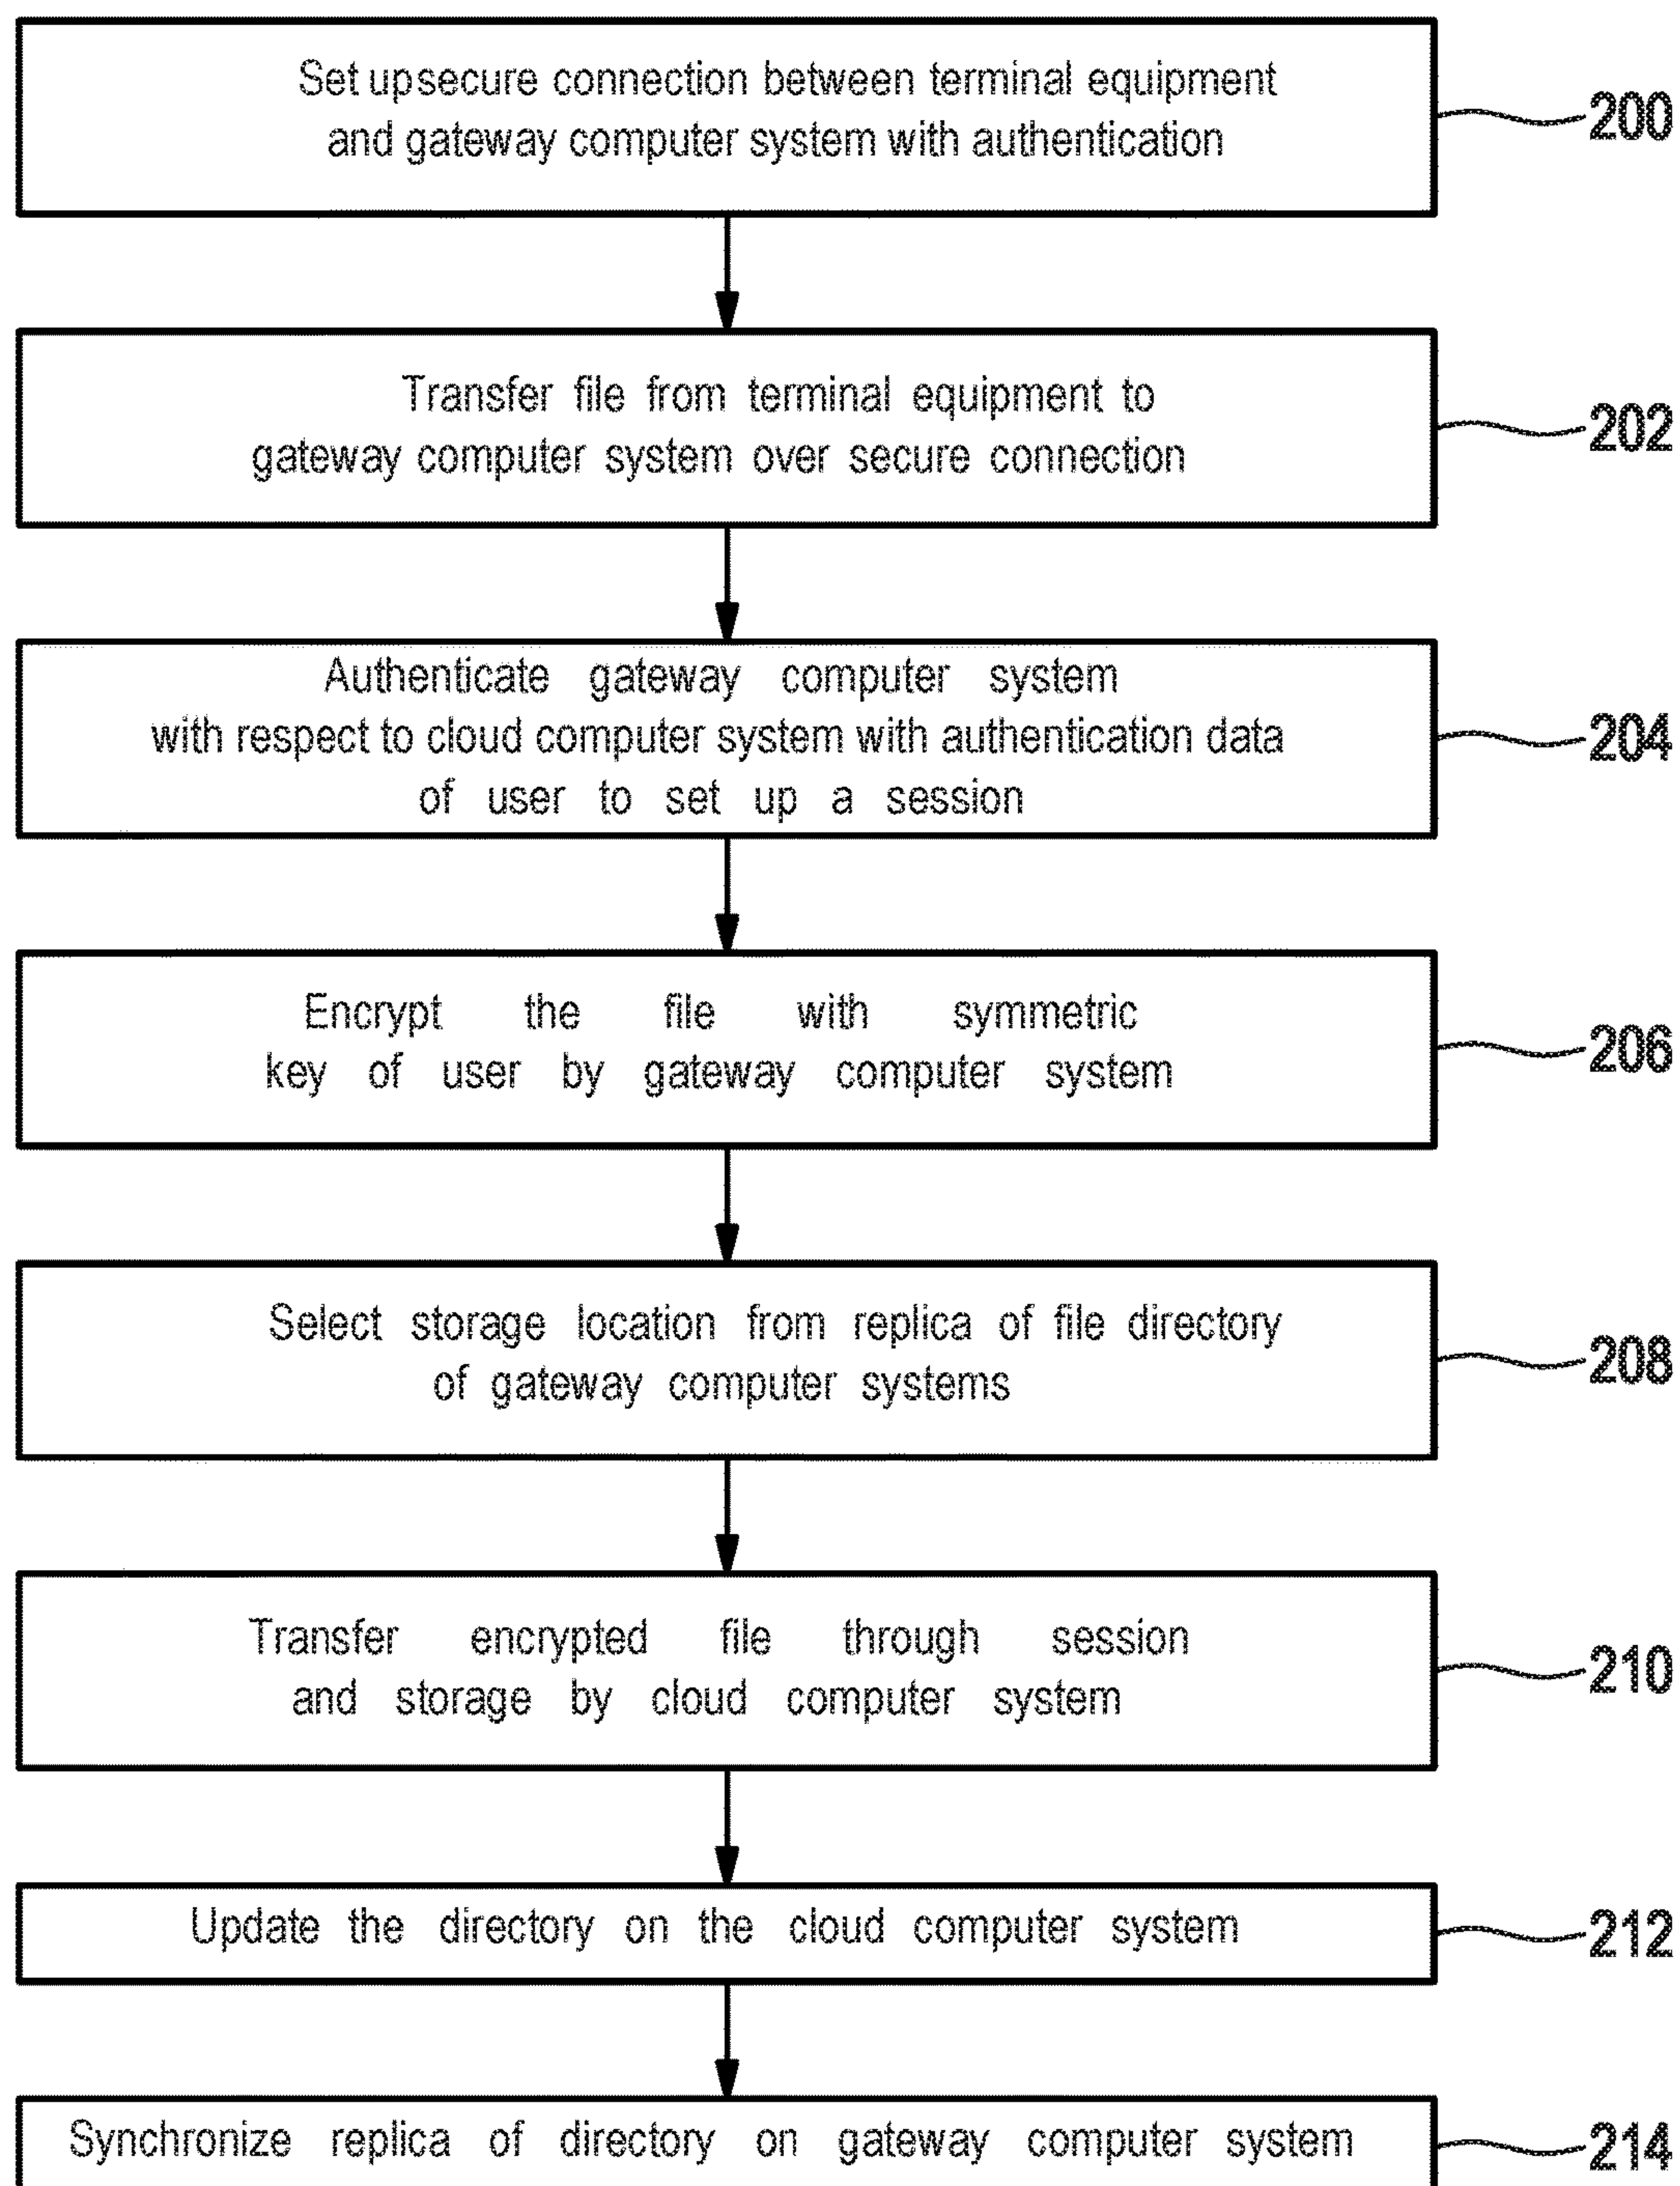 Set up secure connection between terminal equipment
and gateway computer system with authentication
200
Transfer file from terminal equipment to
gateway computer system over secure connection
202
Authenticate gateway computer system
with respect to cloud computer system with authentication data
of user to set up a session
204
Encrypt the file with symmetric
key of user by gateway computer system
206
Select storage location from replica of file directory
of gateway computer systems
208
Transfer encrypted file through session
and storage by cloud computer system
210
Update the directory on the cloud computer system
212
Synchronize replica of directory on gateway computer system
214